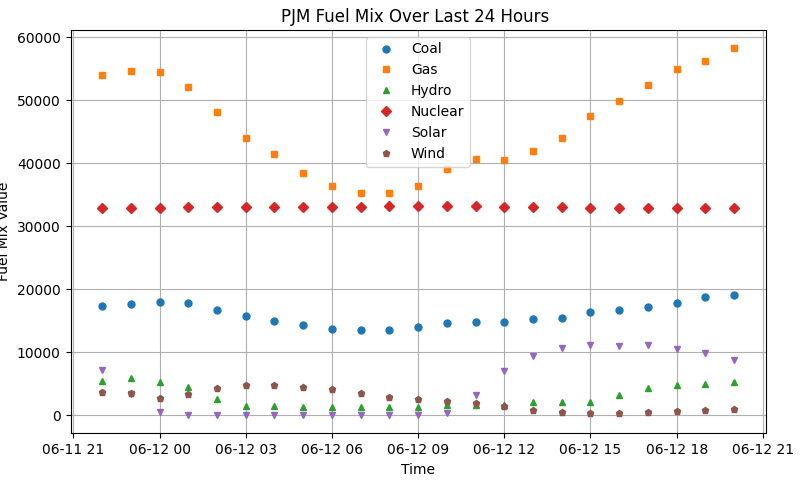 PJM Fuel Mix Over Last 24 Hours
Coal
Gas
Hydro
Nuclear
Solar
Wind
Fuel Mix Value
60000
50000
40000
30000
20000
10000
0
06-11 21 06-12 00 06-12 03 06-12 06 06-12 09 06-12 12 06-12 15 06-12 18 06-12 21
Time